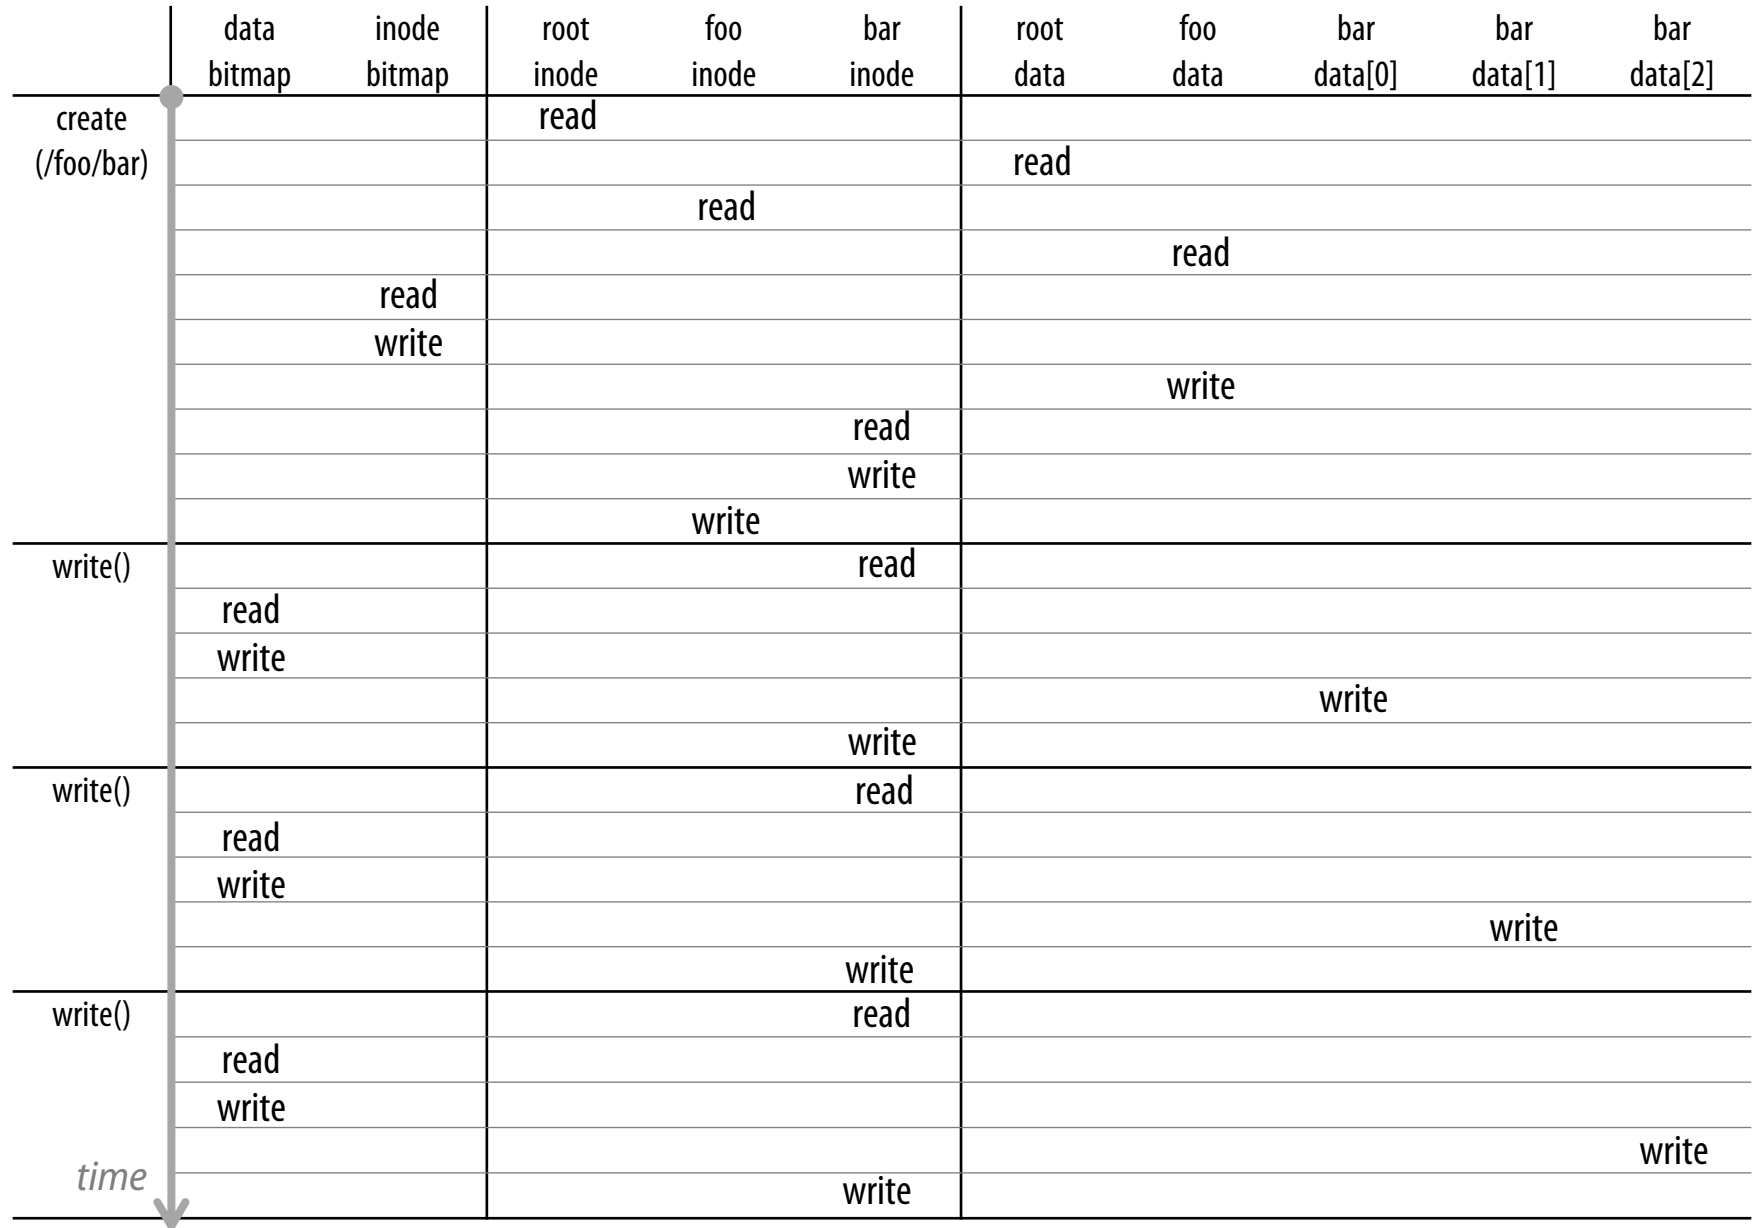 data inode root foo bar root foo bar bar bar
bitmap bitmap inode inode inode data data data[0] data[1] data[2]
create read
(/foo/bar) read
read
read
read
write
write
read
write
write
write() read
read
write
write
write
write() read
read
write
write
write
write() read
read
write
write
time write